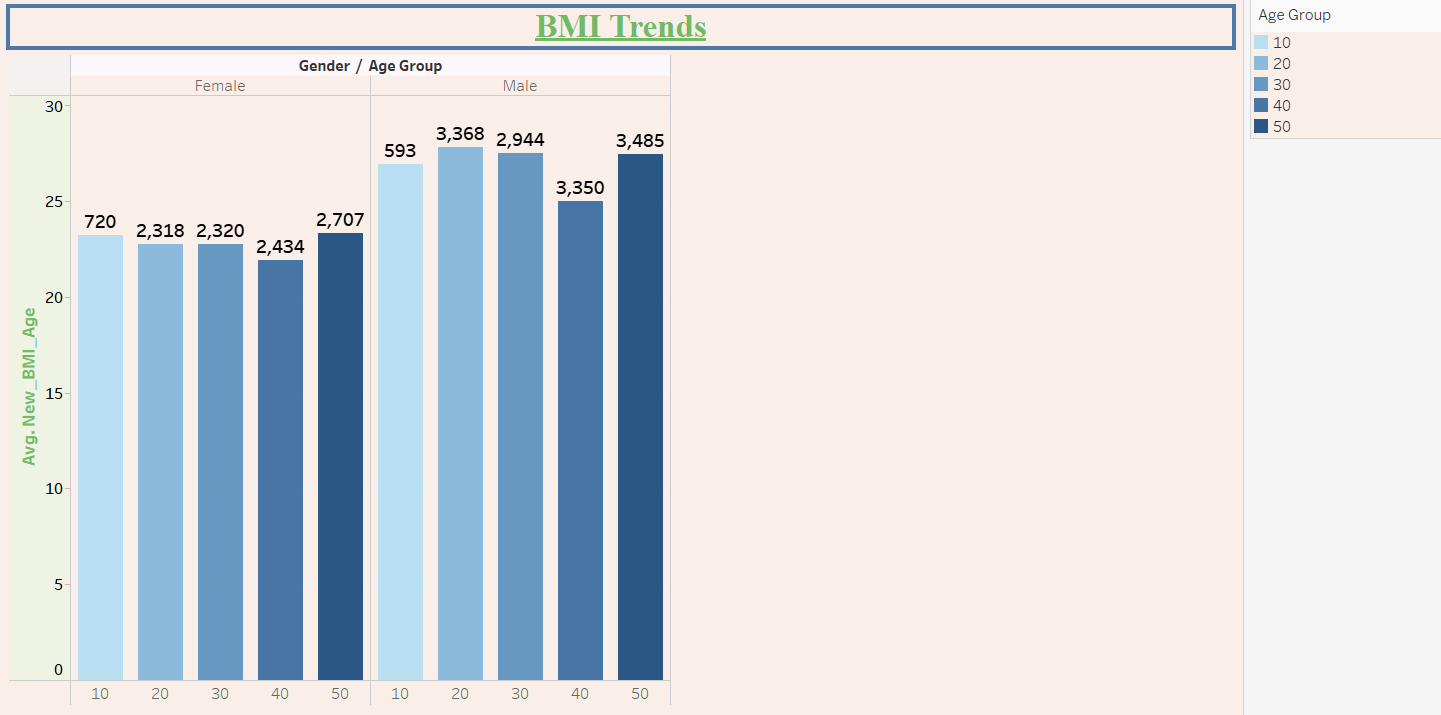 BMI Trends
Gender / Age Group
Female Male
30
25
20
15
10
5
0
Avg. New_BMI_Age
720 2,318 2,320 2,434 2,707 593 3,368 2,944 3,350 3,485
10 20 30 40 50 10 20 30 40 50
Age Group
10
20
30
40
50